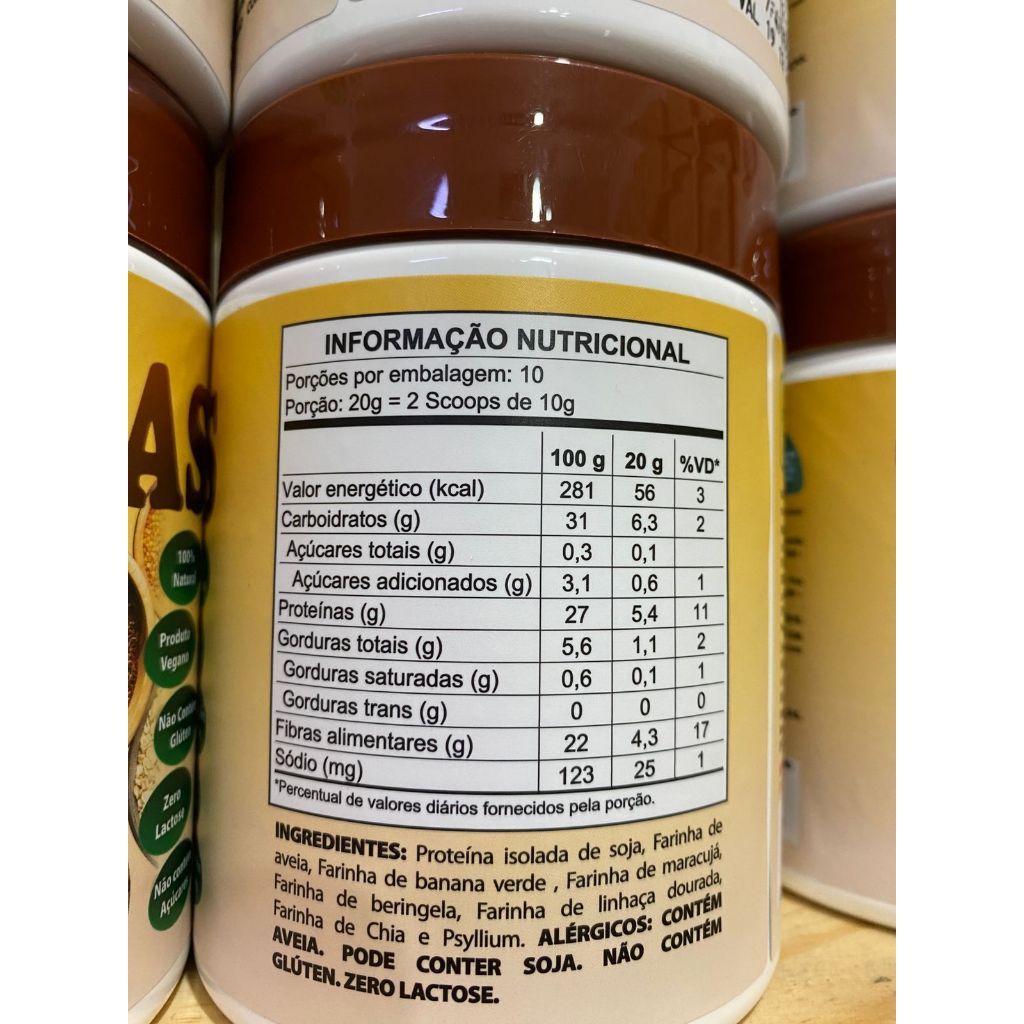 VAL
AS
100%
Natural
Produto
Vegano
Não Contém
Glúten
Zero
Lactose
Não contém
INFORMAÇÃO NUTRICIONAL
Porções por embalagem: 10
Porção: 20g = 2 Scoops de 10g
100 g 20 g %VD*
Valor energético (kcal) 281 56 3
Carboidratos (g) 31 6,3 2
Açúcares totais (g) 0,3 0,1
Açúcares adicionados (g) 3,1 0,6 1
Proteínas (g) 27 5,4 11
Gorduras totais (g) 5,6 1,1 2
Gorduras saturadas (g) 0,6 0,1 1
Gorduras trans (g) 0 0 0
Fibras alimentares (g) 22 4,3 17
Sódio (mg) 123 25 1
*Percentual de valores diários fornecidos pela porção.
INGREDIENTES: Proteína isolada de soja, Farinha de
aveia, Farinha de banana verde , Farinha de maracujá,
Farinha de beringela, Farinha de linhaça dourada,
Farinha de Chia e Psyllium. ALÉRGICOS: CONTÉM
AVEIA. PODE CONTER SOJA. NÃO CONTÉM
GLÚTEN. ZERO LACTOSE.